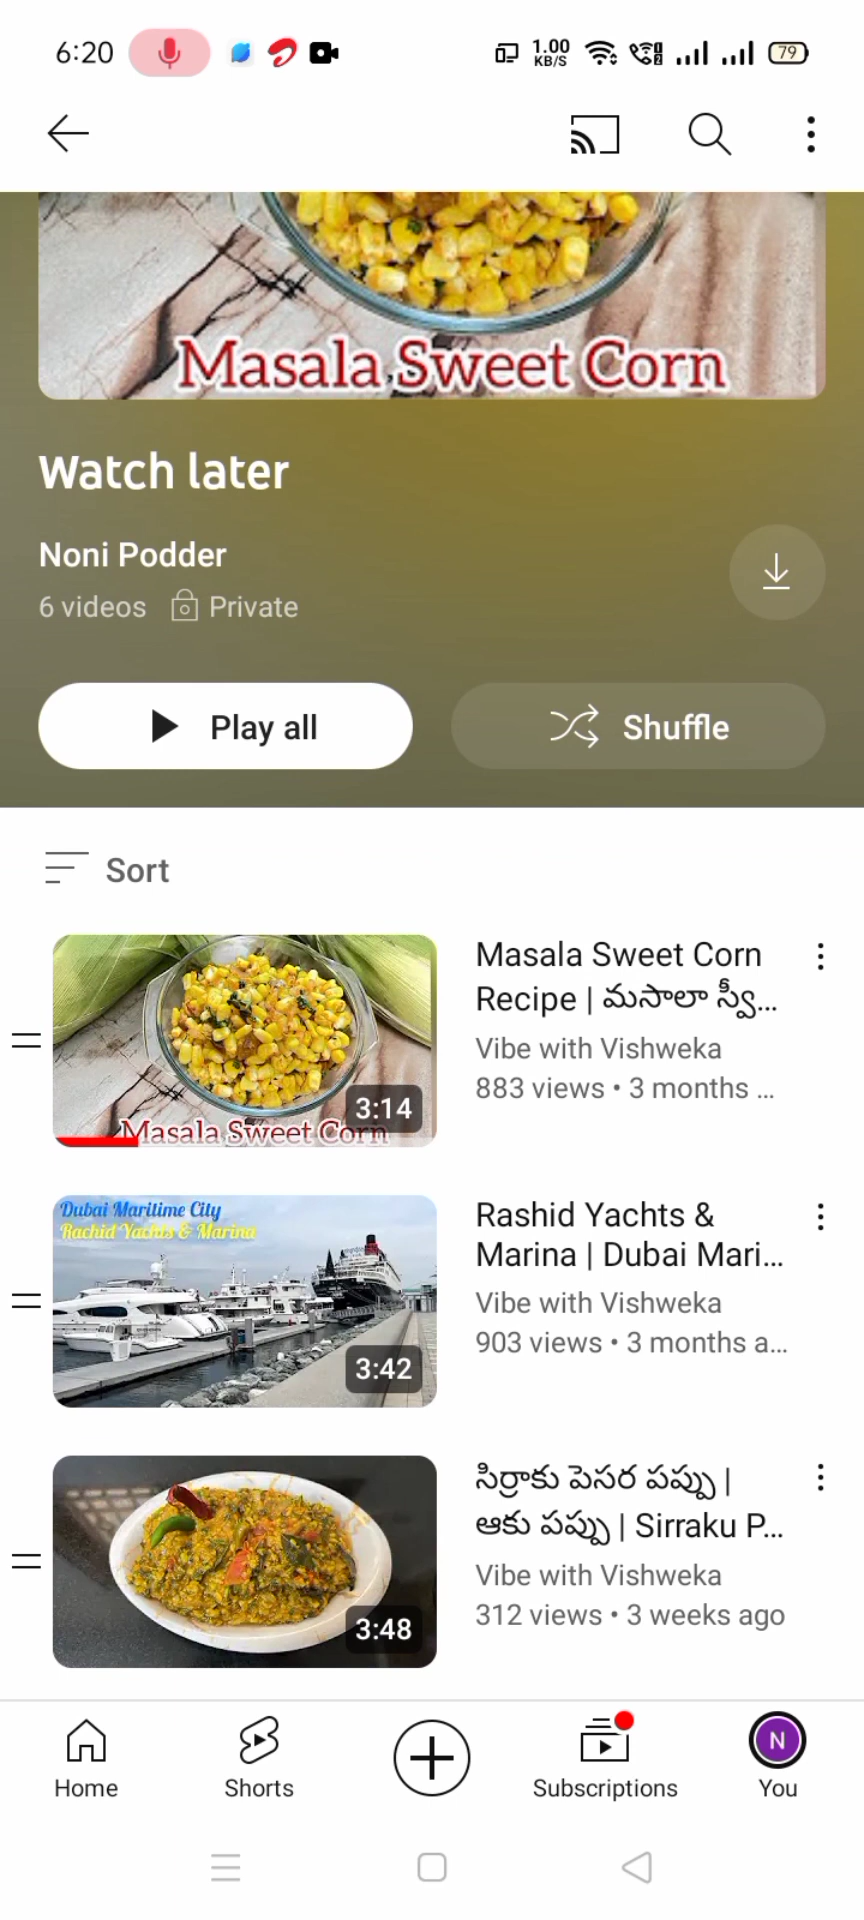 6:20
1.00
KB/S
79
Masala Sweet Corn
Watch later
Noni Podder
6 videos Private
Play all
Shuffle
Sort
3:14
Masala Sweet Corn
Masala Sweet Corn
Recipe | మసాలా స్వీ...
Vibe with Vishweka
883 views • 3 months ...
Dubai Maritime City
Rachid Yachts & Marina
3:42
Rashid Yachts &
Marina | Dubai Mari...
Vibe with Vishweka
903 views • 3 months a...
3:48
సిర్రాకు పెసర పప్పు |
ఆకు పప్పు | Sirraku P...
Vibe with Vishweka
312 views • 3 weeks ago
Home
Shorts
Subscriptions
N
You